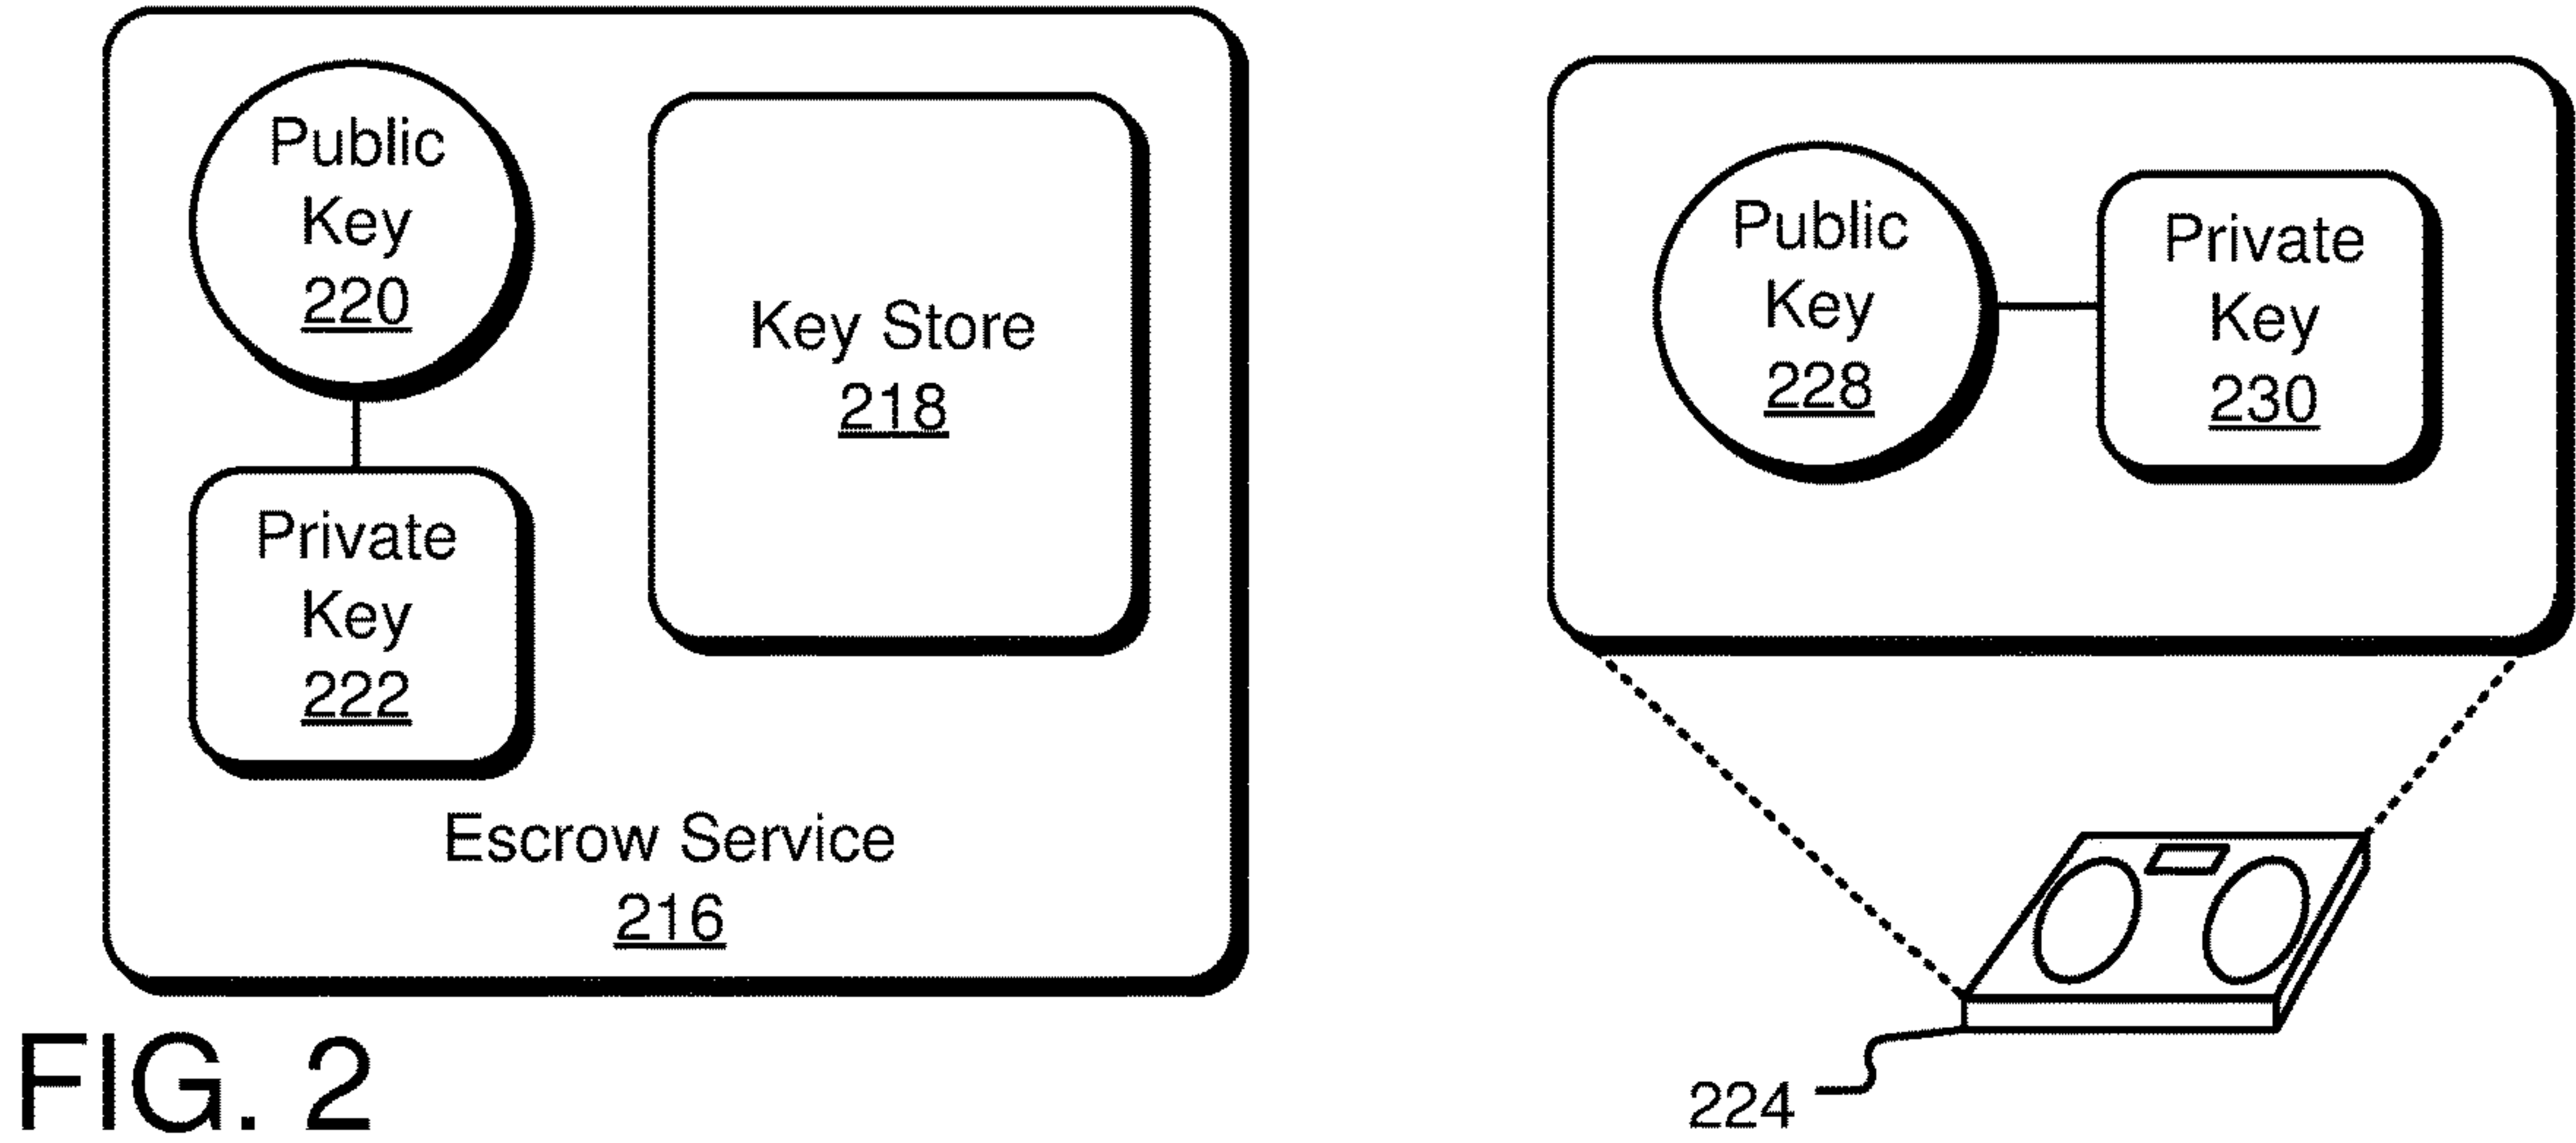 Public
Key
220
Private
Key
222
Key Store
218
Escrow Service
216
Public
Key
228
Private
Key
230
224
FIG. 2